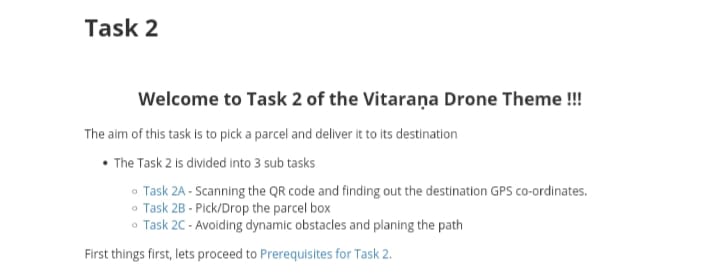 Task 2
Welcome to Task 2 of the Vitaraṇa Drone Theme !!!
The aim of this task is to pick a parcel and deliver it to its destination
• The Task 2 is divided into 3 sub tasks
◦ Task 2A - Scanning the QR code and finding out the destination GPS co-ordinates.
◦ Task 2B - Pick/Drop the parcel box
◦ Task 2C - Avoiding dynamic obstacles and planing the path
First things first, lets proceed to Prerequisites for Task 2.